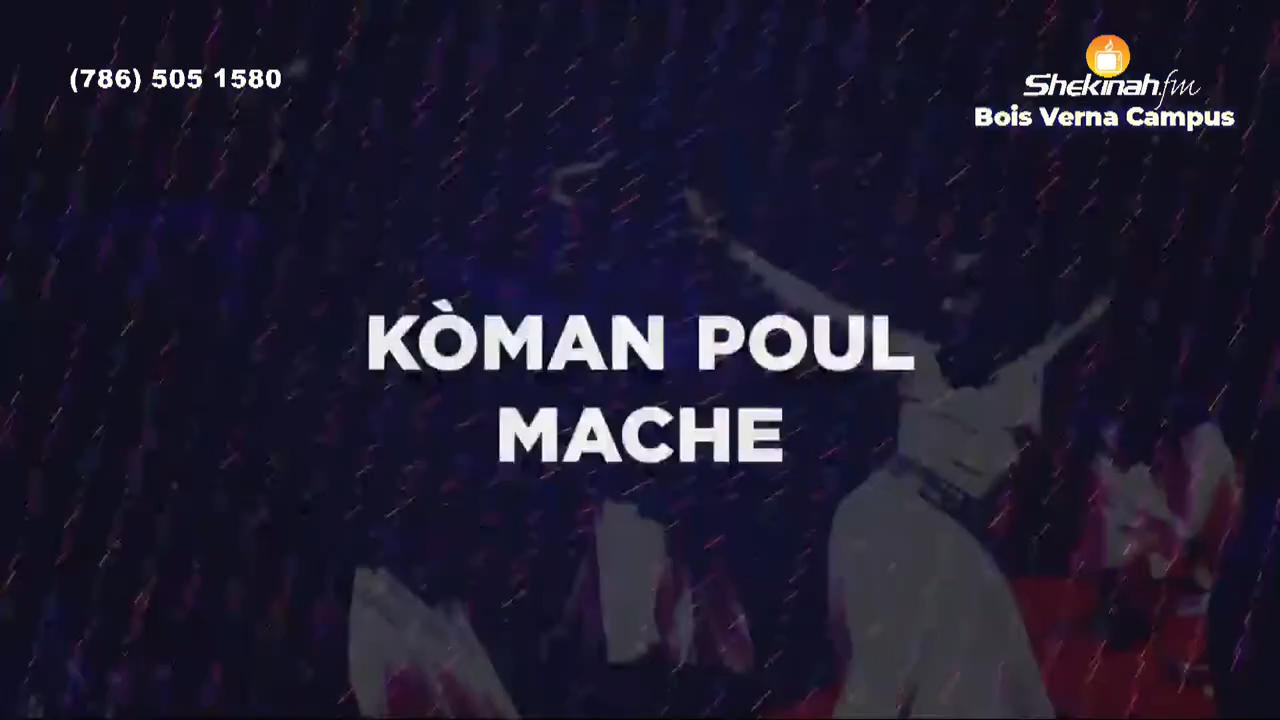 (786) 505 1580
Shekinah.fm
Bois Verna Campus
KÒMAN POUL
MACHE